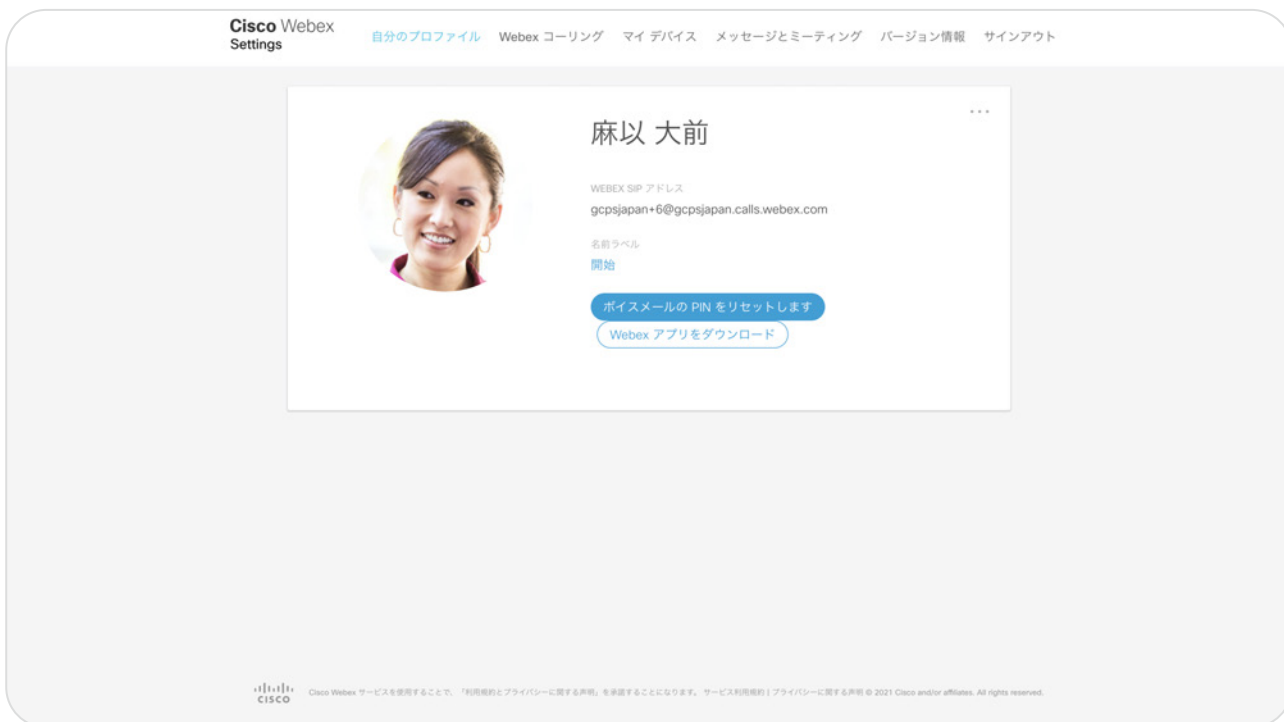 Cisco Webex
Settings
自分のプロファイル Webex コーリング マイ デバイス メッセージとミーティング バージョン情報 サインアウト
麻以 大前
WEBEX SIP アドレス
gcpsjapan+6@gcpsjapan.calls.webex.com
名前ラベル
開始
ボイスメールの PIN をリセットします
Webex アプリをダウンロード
CISCO Cisco Webex サービスを使用することで、「利用規約とプライバシーに関する声明」を承諾することになります。 サービス利用規約 | プライバシーに関する声明 © 2021 Cisco and/or affiliates. All rights reserved.